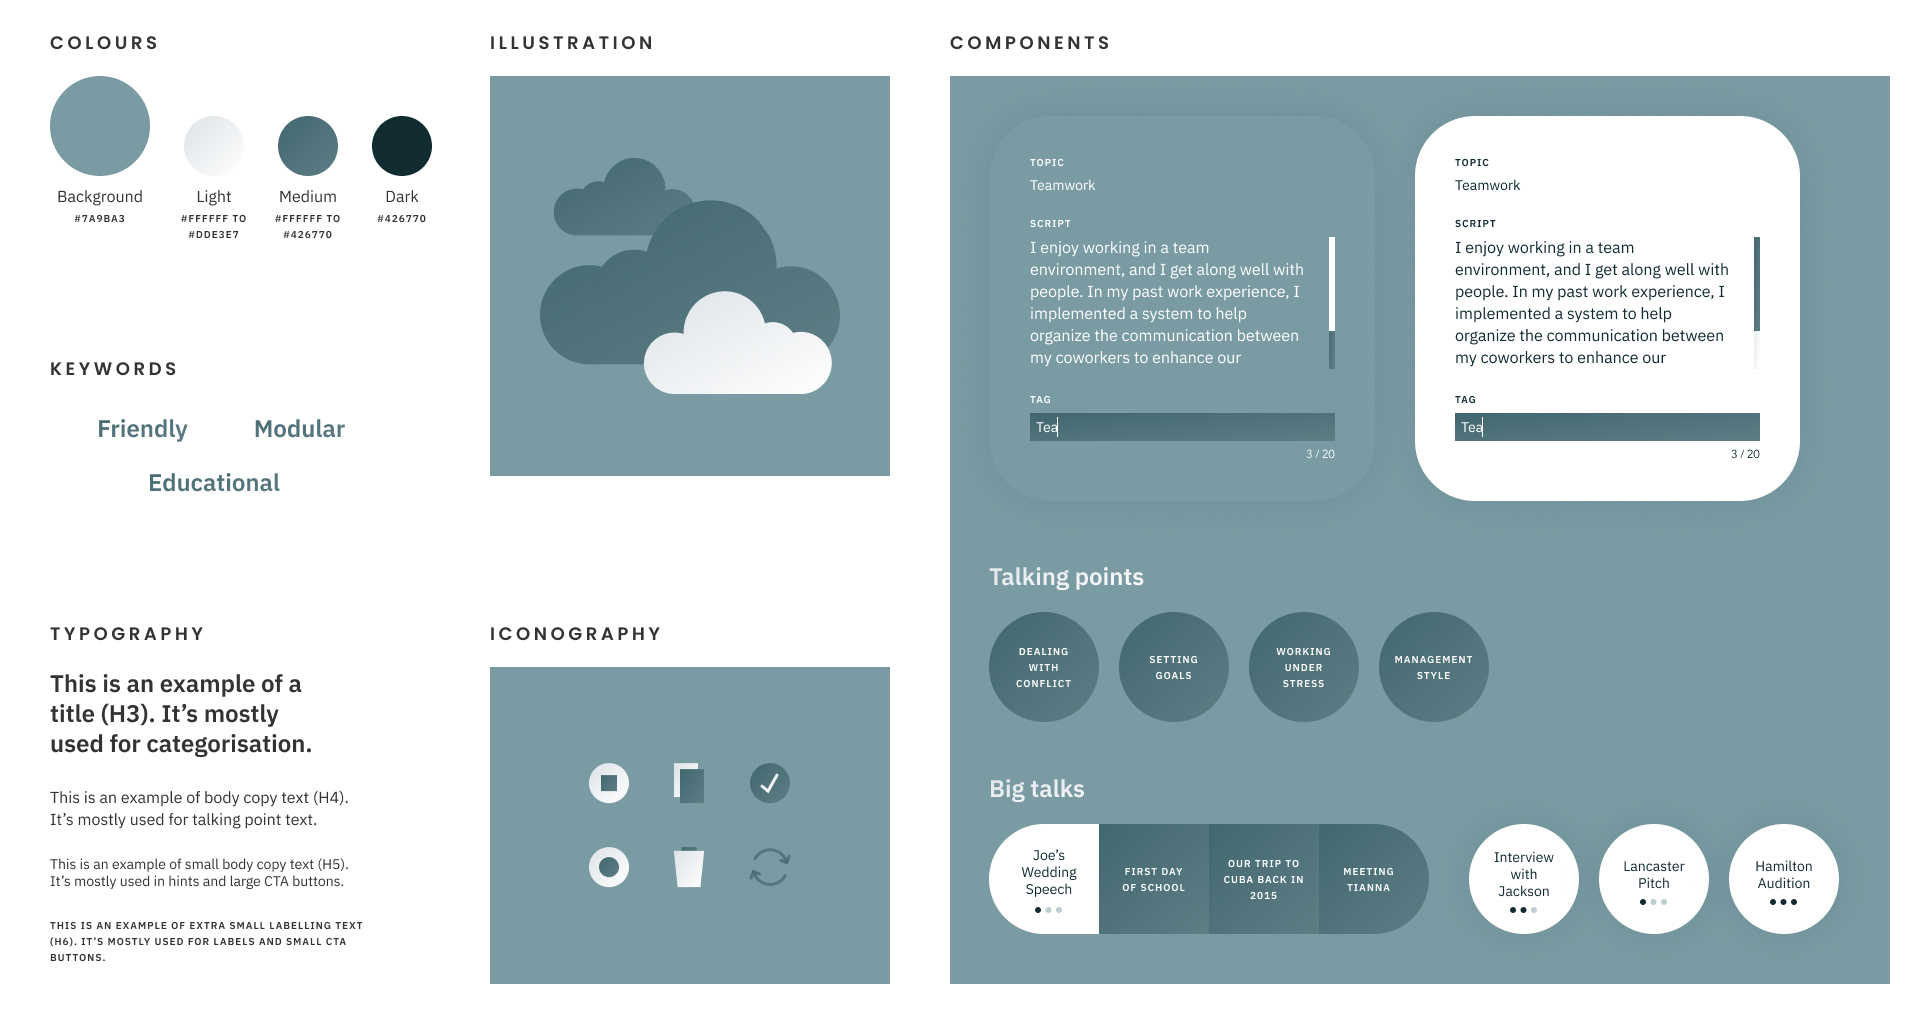 COLOURS
Background
#7A9BA3
Light
#FFFFFF TO
#DDE3E7
Medium
#FFFFFF TO
#426770
Dark
#426770
KEYWORDS
Friendly
Modular
Educational
TYPOGRAPHY
This is an example of a
title (H3). It’s mostly
used for categorisation.
This is an example of body copy text (H4).
It’s mostly used for talking point text.
This is an example of small body copy text (H5).
It’s mostly used in hints and large CTA buttons.
THIS IS AN EXAMPLE OF EXTRA SMALL LABELLING TEXT
(H6). IT’S MOSTLY USED FOR LABELS AND SMALL CTA
BUTTONS.
ILLUSTRATION
ICONOGRAPHY
COMPONENTS
TOPIC
Teamwork
SCRIPT
I enjoy working in a team
environment, and I get along well with
people. In my past work experience, I
implemented a system to help
organize the communication between
my coworkers to enhance our
TAG
Tea
3 / 20
TOPIC
Teamwork
SCRIPT
I enjoy working in a team
environment, and I get along well with
people. In my past work experience, I
implemented a system to help
organize the communication between
my coworkers to enhance our
TAG
Tea
3 / 20
Talking points
DEALING
WITH
CONFLICT
SETTING
GOALS
WORKING
UNDER
STRESS
MANAGEMENT
STYLE
Big talks
Joe’s
Wedding
Speech
FIRST DAY
OF SCHOOL
OUR TRIP TO
CUBA BACK IN
2015
MEETING
TIANNA
Interview
with
Jackson
Lancaster
Pitch
Hamilton
Audition